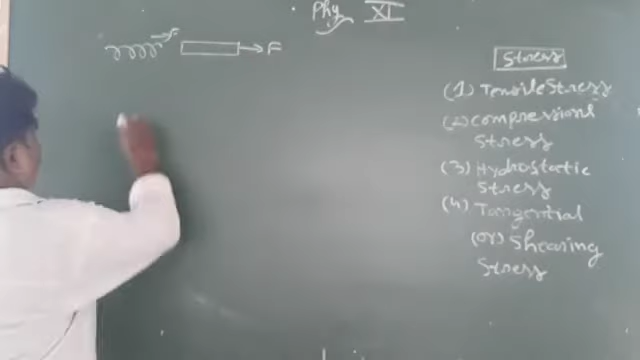 Phy XI
F
F
Stress
(1) Tensile Stress
(2) Compressional
Stress
(3) Hydrostatic
Stress
(4) Tangential
(or) Shearing
Stress